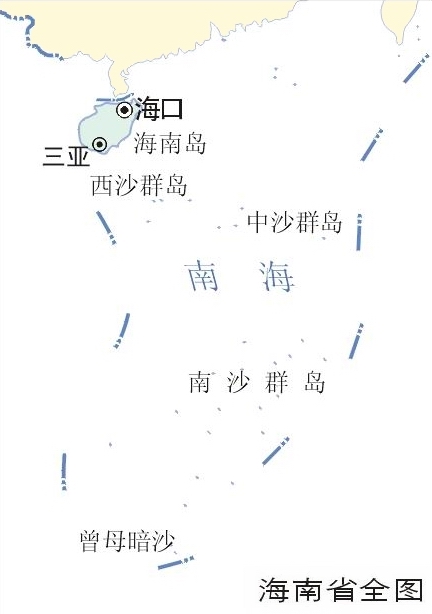 海口
海南岛
三亚
西沙群岛
中沙群岛
南海
南沙群岛
曾母暗沙
海南省全图